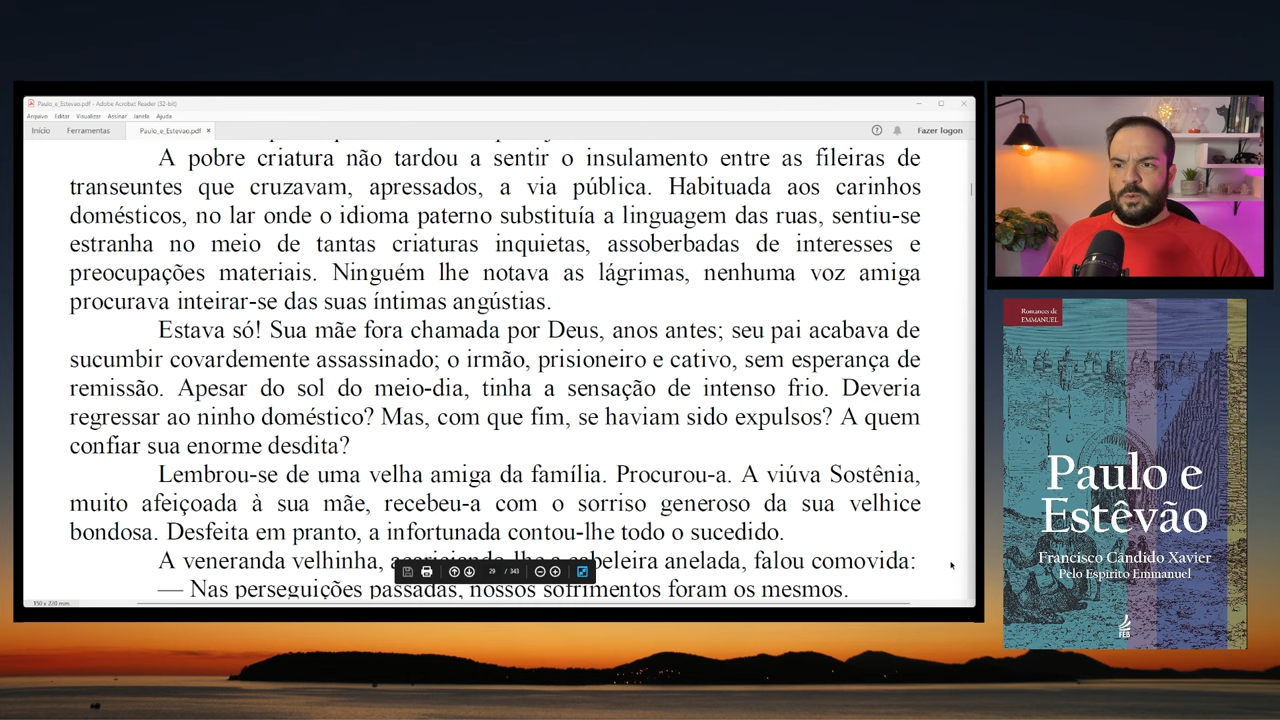 Paulo_e_Estevao.pdf - Adobe Acrobat Reader (32-bit)
Arquivo Editar Visualizar Assinar Janela Ajuda
Início Ferramentas Paulo_e_Estevao.pdf × Fazer logon
A pobre criatura não tardou a sentir o insulamento entre as fileiras de
transeuntes que cruzavam, apressados, a via pública. Habituada aos carinhos
domésticos, no lar onde o idioma paterno substituía a linguagem das ruas, sentiu-se
estranha no meio de tantas criaturas inquietas, assoberbadas de interesses e
preocupações materiais. Ninguém lhe notava as lágrimas, nenhuma voz amiga
procurava inteirar-se das suas íntimas angústias.
Estava só! Sua mãe fora chamada por Deus, anos antes; seu pai acabava de
sucumbir covardemente assassinado; o irmão, prisioneiro e cativo, sem esperança de
remissão. Apesar do sol do meio-dia, tinha a sensação de intenso frio. Deveria
regressar ao ninho doméstico? Mas, com que fim, se haviam sido expulsos? A quem
confiar sua enorme desdita?
Lembrou-se de uma velha amiga da família. Procurou-a. A viúva Sostênia,
muito afeiçoada à sua mãe, recebeu-a com o sorriso generoso da sua velhice
bondosa. Desfeita em pranto, a infortunada contou-lhe todo o sucedido.
A veneranda velhinha, acariciando-lhe a cabeleira anelada, falou comovida:
— Nas perseguições passadas, nossos sofrimentos foram os mesmos.
29 / 343
150 x 220 mm
Romances de
EMMANUEL
Paulo e
Estêvão
Francisco Cândido Xavier
Pelo Espírito Emmanuel
FEB